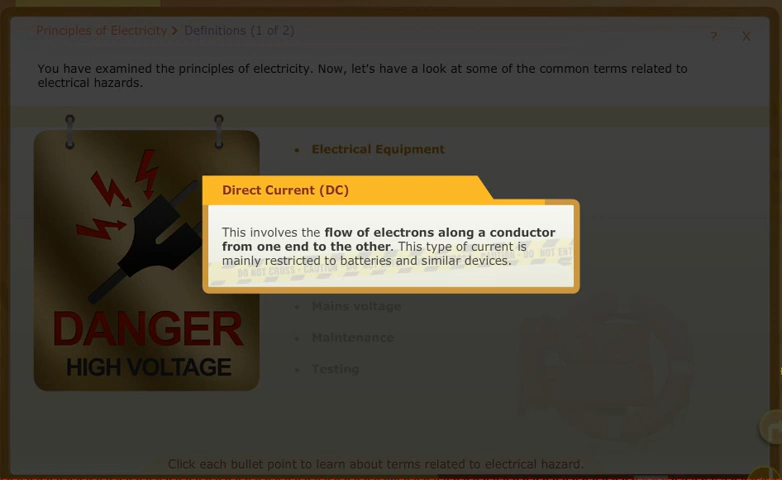 Principles of Electricity > Definitions (1 of 2)
? X
You have examined the principles of electricity. Now, let's have a look at some of the common terms related to
electrical hazards.
• Electrical Equipment
Direct Current (DC)
This involves the flow of electrons along a conductor
from one end to the other. This type of current is
mainly restricted to batteries and similar devices.
• Mains voltage
• Maintenance
• Testing
DANGER
HIGH VOLTAGE
Click each bullet point to learn about terms related to electrical hazard.